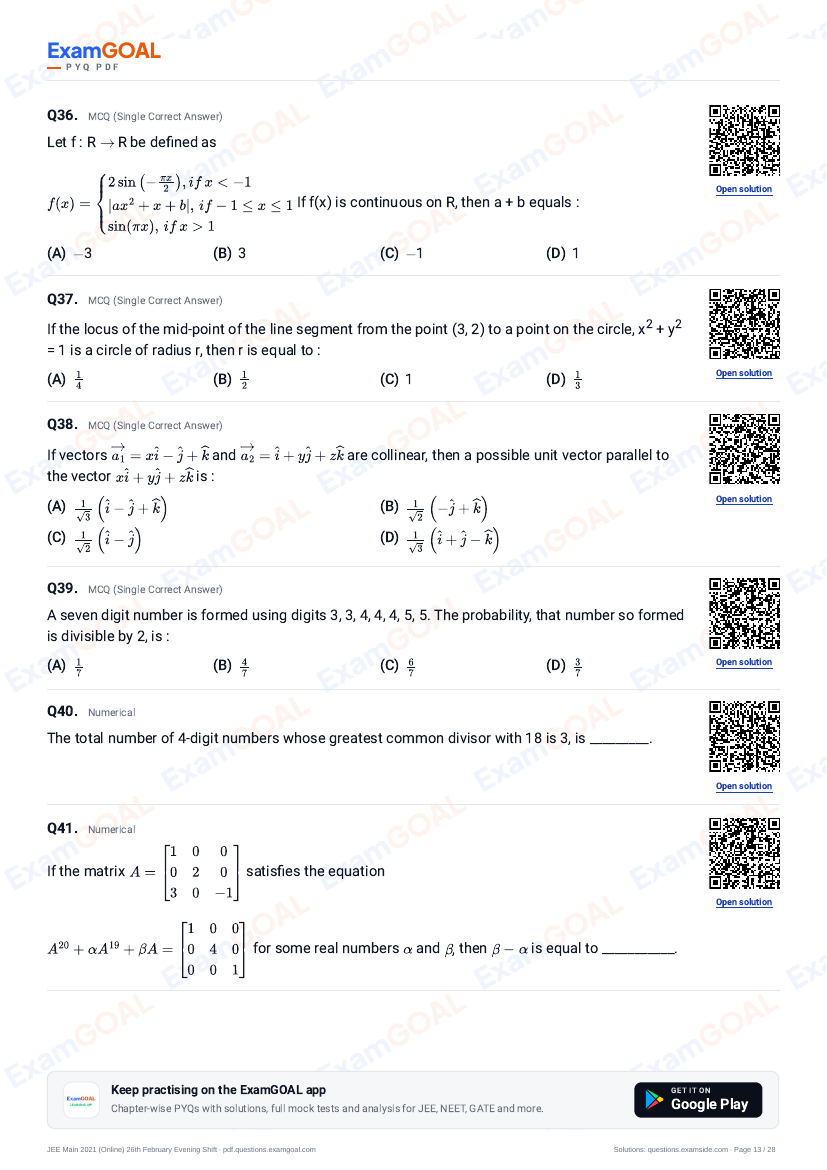 ExamGOAL
PYQ PDF
Q36. MCQ (Single Correct Answer)
Let f : R → R be defined as
f(x) = { 2 sin (−πx/2), if x < −1
|ax² + x + b|, if − 1 ≤ x ≤ 1 If f(x) is continuous on R, then a + b equals :
sin(πx), if x > 1
(A) −3 (B) 3 (C) −1 (D) 1
Open solution
Q37. MCQ (Single Correct Answer)
If the locus of the mid-point of the line segment from the point (3, 2) to a point on the circle, x² + y²
= 1 is a circle of radius r, then r is equal to :
(A) 1/4 (B) 1/2 (C) 1 (D) 1/3
Open solution
Q38. MCQ (Single Correct Answer)
If vectors a₁→ = xî − ĵ + k̂ and a₂→ = î + yĵ + zk̂ are collinear, then a possible unit vector parallel to
the vector xî + yĵ + zk̂ is :
(A) 1/√3 (î − ĵ + k̂) (B) 1/√2 (−ĵ + k̂)
(C) 1/√2 (î − ĵ) (D) 1/√3 (î + ĵ − k̂)
Open solution
Q39. MCQ (Single Correct Answer)
A seven digit number is formed using digits 3, 3, 4, 4, 4, 5, 5. The probability, that number so formed
is divisible by 2, is :
(A) 1/7 (B) 4/7 (C) 6/7 (D) 3/7
Open solution
Q40. Numerical
The total number of 4-digit numbers whose greatest common divisor with 18 is 3, is _________.
Open solution
Q41. Numerical
If the matrix A = [1 0 0; 0 2 0; 3 0 −1] satisfies the equation
Open solution
A²⁰ + αA¹⁹ + βA = [1 0 0; 0 4 0; 0 0 1] for some real numbers α and β, then β − α is equal to ___________.
ExamGOAL
Keep practising on the ExamGOAL app
Chapter-wise PYQs with solutions, full mock tests and analysis for JEE, NEET, GATE and more.
GET IT ON
Google Play
JEE Main 2021 (Online) 26th February Evening Shift · pdf.questions.examgoal.com
Solutions: questions.examside.com · Page 13 / 28